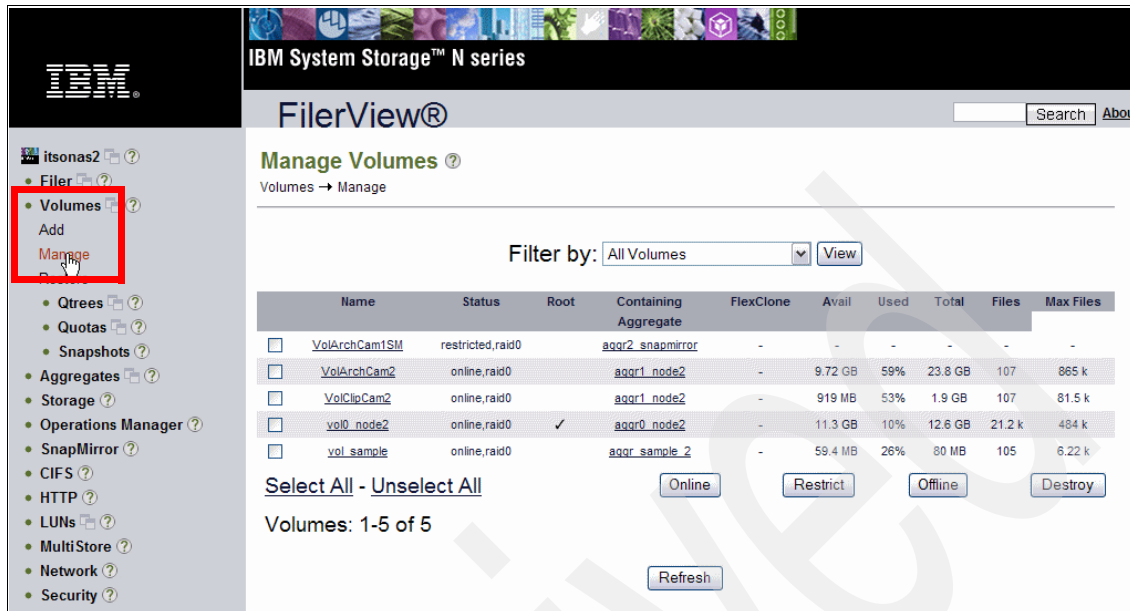 IBM
IBM System Storage™ N series
FilerView®
Search
itsonas2
Filer
Volumes
Add
Manage
Qtrees
Quotas
Snapshots
Aggregates
Storage
Operations Manager
SnapMirror
CIFS
HTTP
LUNs
MultiStore
Network
Security
Manage Volumes
Volumes → Manage
Filter by: All Volumes View
Name Status Root Containing Aggregate FlexClone Avail Used Total Files Max Files
VolArchCam1SM restricted,raid0 aggr2_snapmirror - - - - - -
VolArchCam2 online,raid0 aggr1_node2 - 9.72 GB 59% 23.8 GB 107 865 k
VolClipCam2 online,raid0 aggr1_node2 - 919 MB 53% 1.9 GB 107 81.5 k
vol0_node2 online,raid0 ✓ aggr0_node2 - 11.3 GB 10% 12.6 GB 21.2 k 484 k
vol_sample online,raid0 aggr_sample_2 - 59.4 MB 26% 80 MB 105 6.22 k
Select All - Unselect All Online Restrict Offline Destroy
Volumes: 1-5 of 5
Refresh